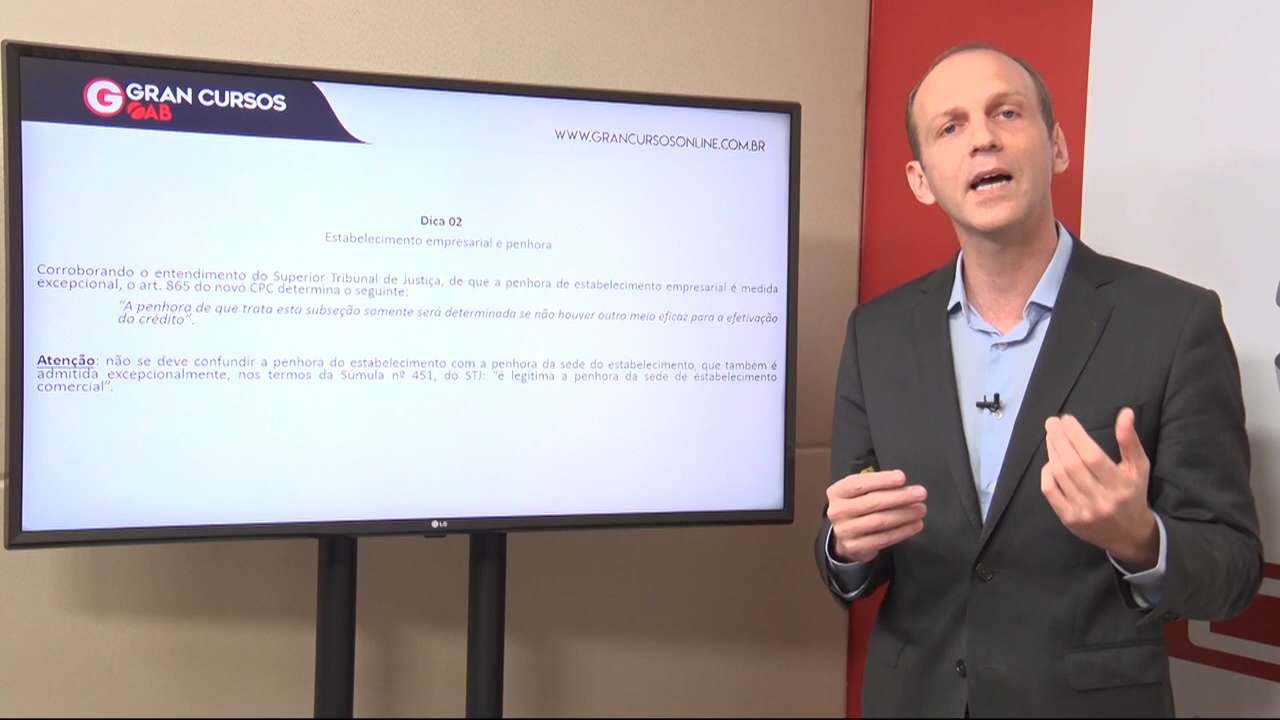 GRAN CURSOS
OAB
WWW.GRANCURSOSONLINE.COM.BR
Dica 02
Estabelecimento empresarial e penhora
Corroborando o entendimento do Superior Tribunal de Justiça, de que a penhora de estabelecimento empresarial é medida
excepcional, o art. 865 do novo CPC determina o seguinte:
“A penhora de que trata esta subseção somente será determinada se não houver outro meio eficaz para a efetivação
do crédito”.
Atenção: não se deve confundir a penhora do estabelecimento com a penhora da sede do estabelecimento, que também é
admitida excepcionalmente, nos termos da Súmula nº 451, do STJ: “é legítima a penhora da sede de estabelecimento
comercial”.
LG